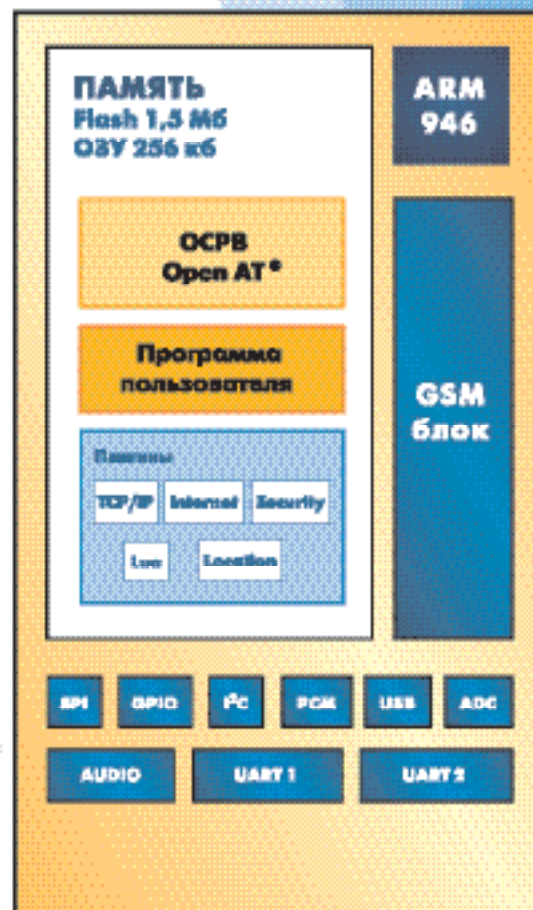 ПАМЯТЬ
Flash 1,5 Мб
ОЗУ 256 кб
ARM
946
ОСРВ
Open AT®
Программа
пользователя
GSM
блок
Плагины
TCP/IP Internet Security
Lua Location
SPI GPIO I²C PCM USB ADC
AUDIO UART 1 UART 2